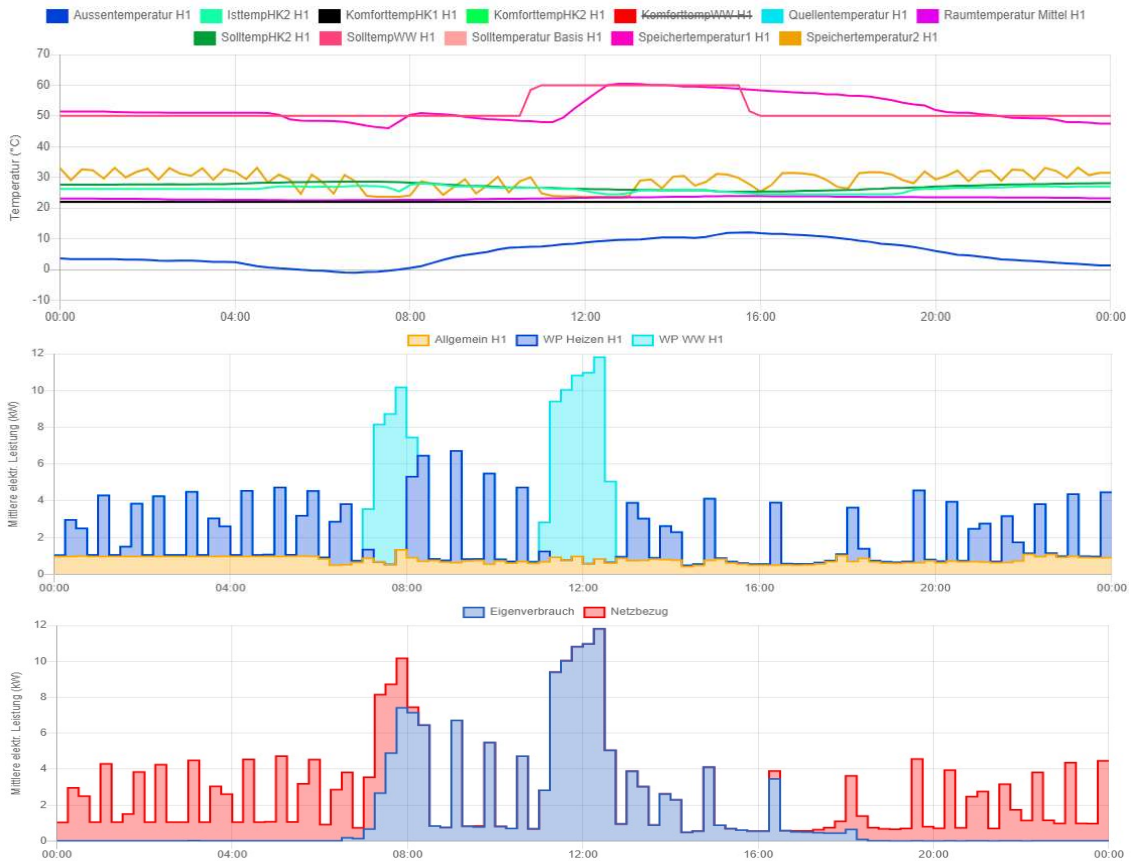 Aussentemperatur H1 IsttempHK2 H1 KomforttempHK1 H1 KomforttempHK2 H1 KomforttempWW H1 Quellentemperatur H1 Raumtemperatur Mittel H1
SolltempHK2 H1 SolltempWW H1 Solltemperatur Basis H1 Speichertemperatur1 H1 Speichertemperatur2 H1
Temperatur (°C)
70
60
50
40
30
20
10
0
-10
00:00 04:00 08:00 12:00 16:00 20:00 00:00
Allgemein H1 WP Heizen H1 WP WW H1
Mittlere elektr. Leistung (kW)
12
10
8
6
4
2
0
00:00 04:00 08:00 12:00 16:00 20:00 00:00
Eigenverbrauch Netzbezug
Mittlere elektr. Leistung (kW)
12
10
8
6
4
2
0
00:00 04:00 08:00 12:00 16:00 20:00 00:00